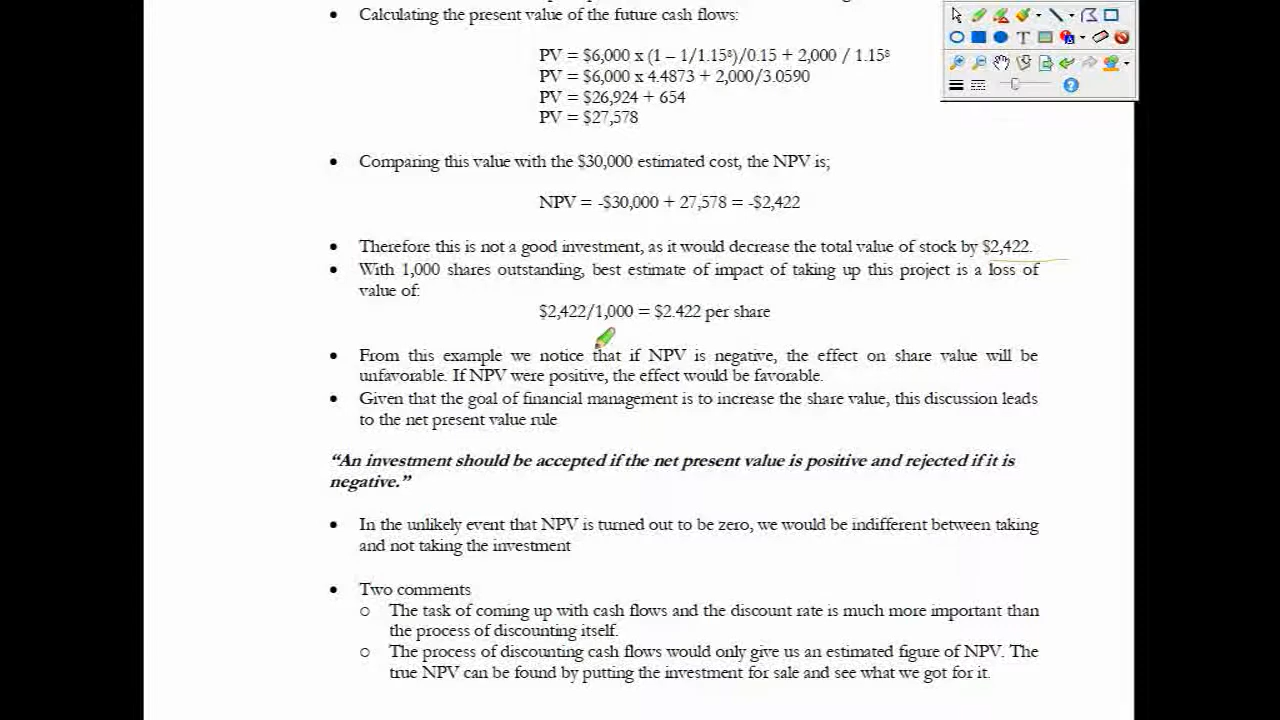 • Calculating the present value of the future cash flows:
PV = $6,000 x (1 – 1/1.15⁸)/0.15 + 2,000 / 1.15⁸
PV = $6,000 x 4.4873 + 2,000/3.0590
PV = $26,924 + 654
PV = $27,578
• Comparing this value with the $30,000 estimated cost, the NPV is;
NPV = -$30,000 + 27,578 = -$2,422
• Therefore this is not a good investment, as it would decrease the total value of stock by $2,422.
• With 1,000 shares outstanding, best estimate of impact of taking up this project is a loss of
value of:
$2,422/1,000 = $2.422 per share
• From this example we notice that if NPV is negative, the effect on share value will be
unfavorable. If NPV were positive, the effect would be favorable.
• Given that the goal of financial management is to increase the share value, this discussion leads
to the net present value rule
“An investment should be accepted if the net present value is positive and rejected if it is
negative.”
• In the unlikely event that NPV is turned out to be zero, we would be indifferent between taking
and not taking the investment
• Two comments
o The task of coming up with cash flows and the discount rate is much more important than
the process of discounting itself.
o The process of discounting cash flows would only give us an estimated figure of NPV. The
true NPV can be found by putting the investment for sale and see what we got for it.